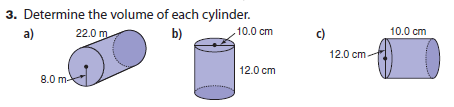 3. Determine the volume of each cylinder.
a) 22.0 m b) 10.0 cm c) 10.0 cm
12.0 cm
8.0 m 12.0 cm